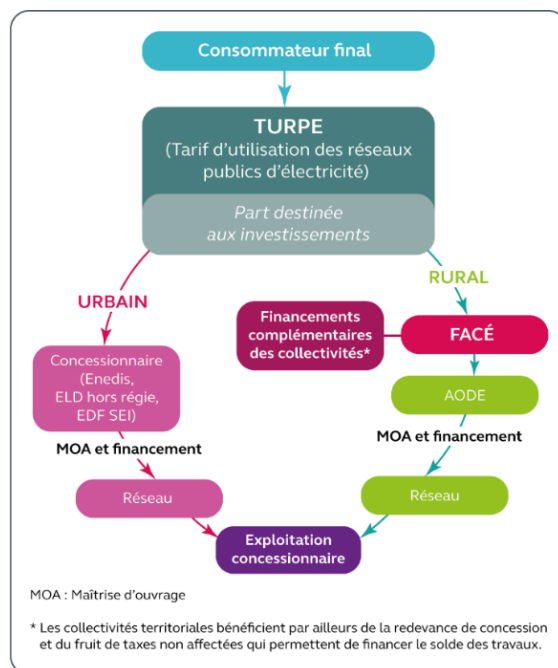 Consommateur final
TURPE
(Tarif d'utilisation des réseaux
publics d'électricité)
Part destinée
aux investissements
URBAIN
RURAL
Concessionnaire
(Enedis,
ELD hors régie,
EDF SEI)
MOA et financement
Réseau
Financements
complémentaires
des collectivités*
FACÉ
AODE
MOA et financement
Réseau
Exploitation
concessionnaire
MOA : Maîtrise d'ouvrage
* Les collectivités territoriales bénéficient par ailleurs de la redevance de concession
et du fruit de taxes non affectées qui permettent de financer le solde des travaux.